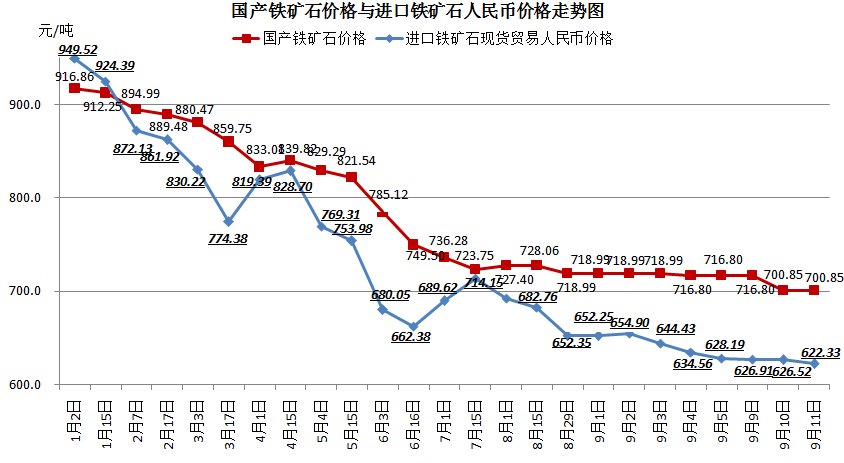 国产铁矿石价格与进口铁矿石人民币价格走势图
元/吨
国产铁矿石价格 进口铁矿石现货贸易人民币价格
949.52
924.39
916.86
912.25
894.99
889.48
880.47
872.13
861.92
859.75
830.22
774.38
833.08
839.82
829.29
821.54
819.39
828.70
769.31
753.98
785.12
749.50
736.28
723.75
728.06
727.40
718.99
718.99
718.99
718.99
716.80
716.80
716.80
700.85
700.85
680.05
662.38
689.62
714.15
682.76
652.35
652.25
654.90
644.43
634.56
628.19
626.91
626.52
622.33
900.0
800.0
700.0
600.0
1月2日
1月15日
2月7日
2月17日
3月3日
3月17日
4月1日
4月15日
5月4日
5月15日
6月3日
6月16日
7月1日
7月15日
8月1日
8月15日
8月29日
9月1日
9月2日
9月3日
9月4日
9月5日
9月9日
9月10日
9月11日